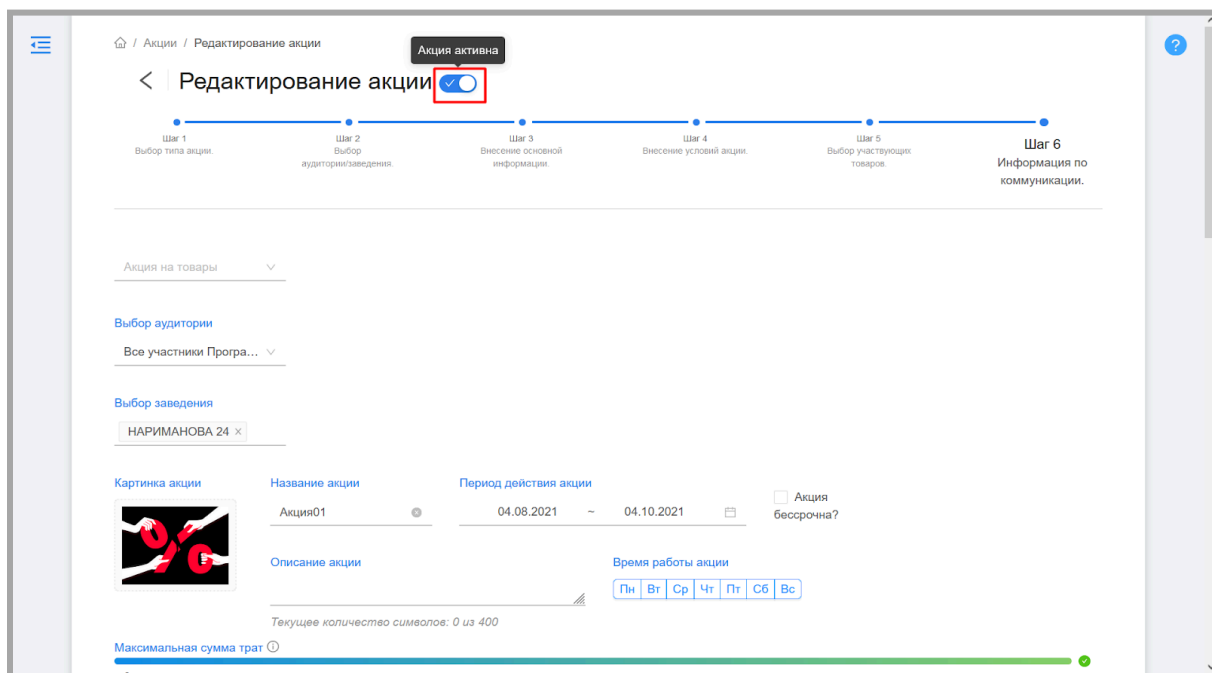 / Акции / Редактирование акции
Акция активна
?
Редактирование акции
Шаг 1
Выбор типа акции.
Шаг 2
Выбор
аудитории/заведения.
Шаг 3
Внесение основной
информации.
Шаг 4
Внесение условий акции.
Шаг 5
Выбор участвующих
товаров.
Шаг 6
Информация по
коммуникации.
Акция на товары
Выбор аудитории
Все участники Програ...
Выбор заведения
НАРИМАНОВА 24 ×
Картинка акции
%
Название акции
Акция01
Период действия акции
04.08.2021 ~ 04.10.2021
Акция
бессрочна?
Описание акции
Текущее количество символов: 0 из 400
Время работы акции
Пн Вт Ср Чт Пт Сб Вс
Максимальная сумма трат